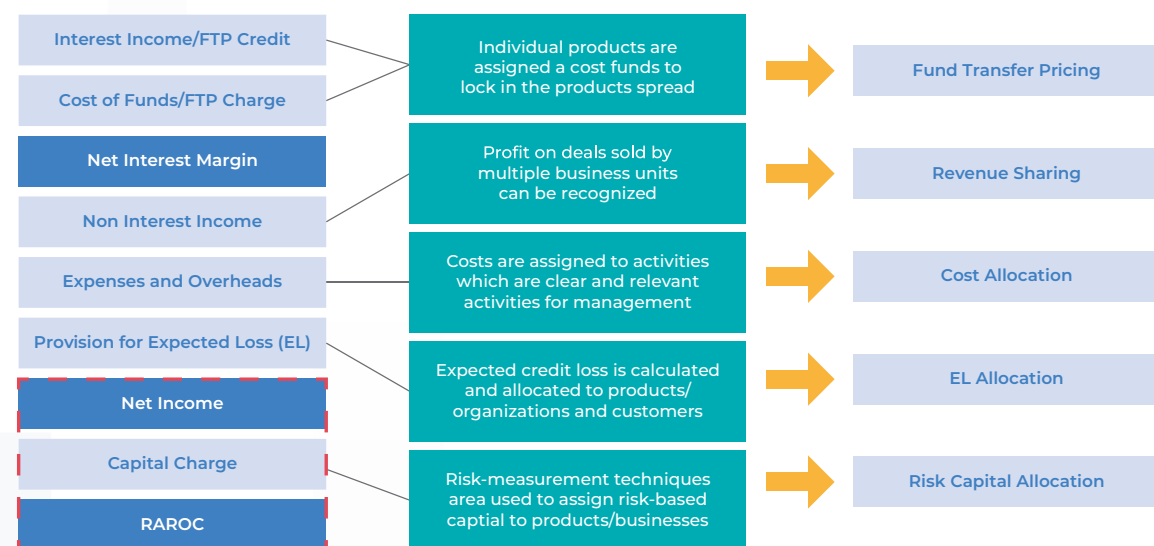 Interest Income/FTP Credit
Cost of Funds/FTP Charge
Net Interest Margin
Non Interest Income
Expenses and Overheads
Provision for Expected Loss (EL)
Net Income
Capital Charge
RAROC
Individual products are
assigned a cost funds to
lock in the products spread
Profit on deals sold by
multiple business units
can be recognized
Costs are assigned to activities
which are clear and relevant
activities for management
Expected credit loss is calculated
and allocated to products/
organizations and customers
Risk-measurement techniques
area used to assign risk-based
captial to products/businesses
Fund Transfer Pricing
Revenue Sharing
Cost Allocation
EL Allocation
Risk Capital Allocation